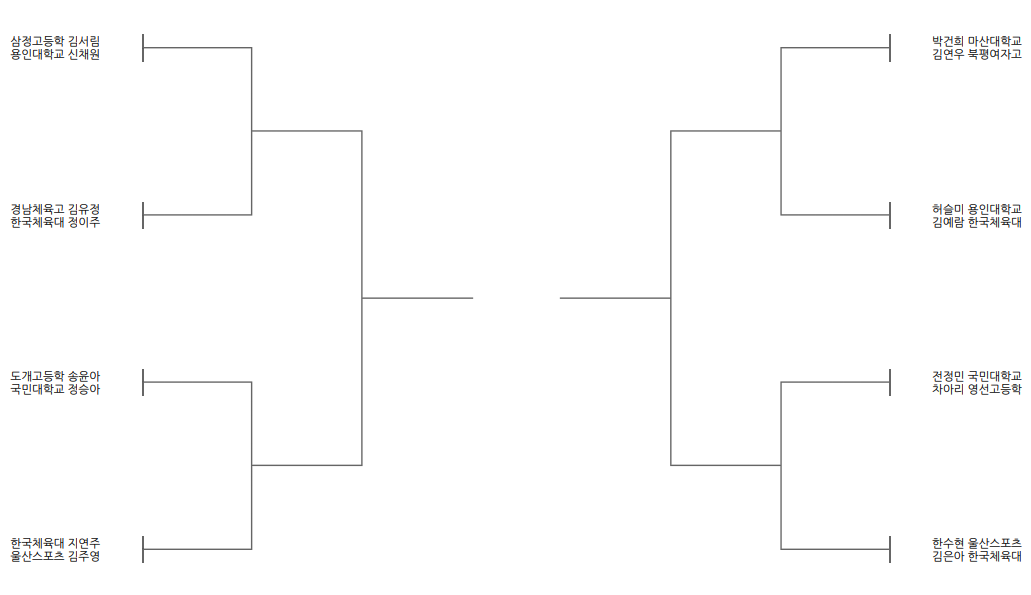 삼정고등학 김서림
용인대학교 신채원
경남체육고 김유정
한국체육대 정이주
도개고등학 송윤아
국민대학교 정승아
한국체육대 지연주
울산스포츠 김주영
박건희 마산대학교
김연우 북평여자고
허슬미 용인대학교
김예람 한국체육대
전정민 국민대학교
차아리 영선고등학
한수현 울산스포츠
김은아 한국체육대